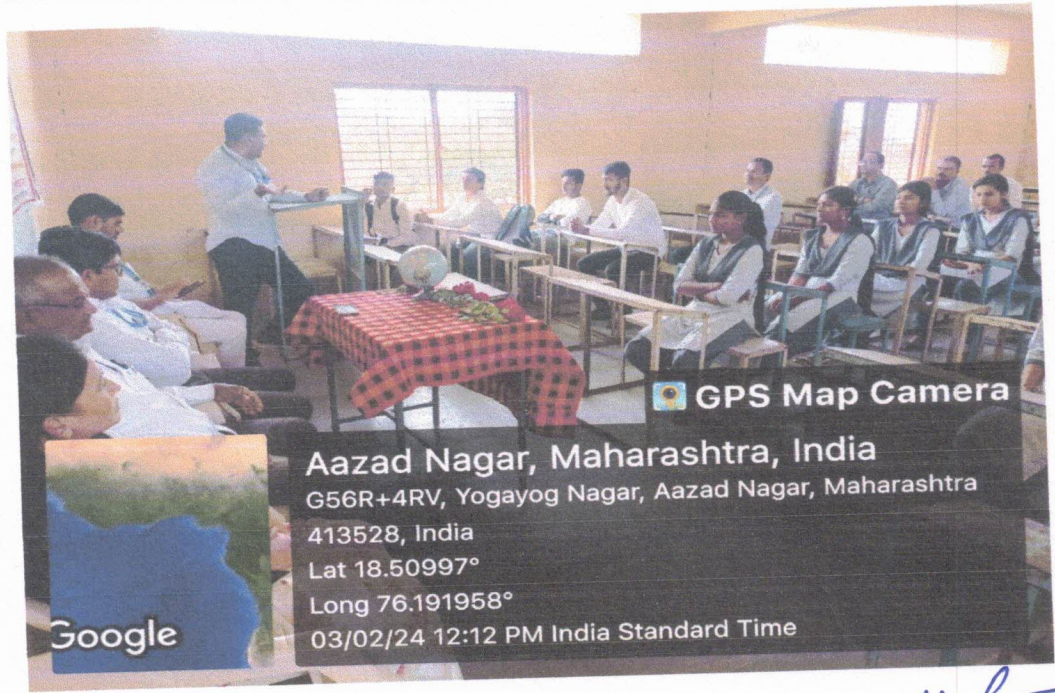 GPS Map Camera
Aazad Nagar, Maharashtra, India
G56R+4RV, Yogayog Nagar, Aazad Nagar, Maharashtra
413528, India
Lat 18.50997°
Long 76.191958°
03/02/24 12:12 PM India Standard Time
Google